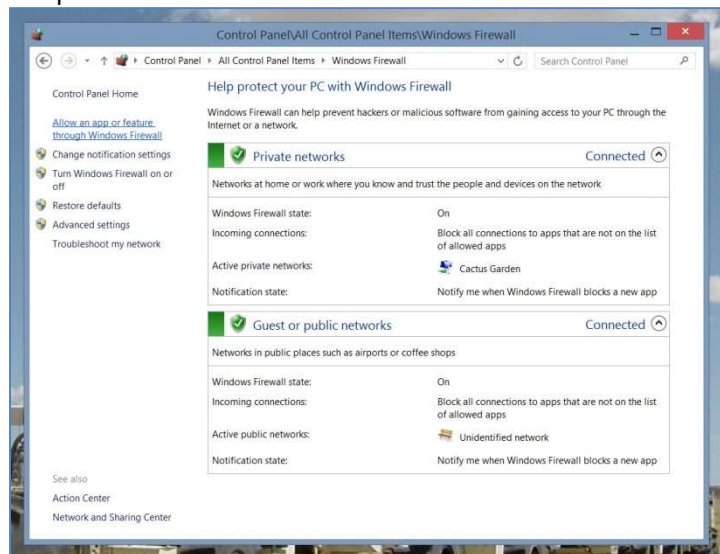 Control Panel\All Control Panel Items\Windows Firewall
Control Panel All Control Panel Items Windows Firewall
Search Control Panel
Control Panel Home
Allow an app or feature
through Windows Firewall
Change notification settings
Turn Windows Firewall on or
off
Restore defaults
Advanced settings
Troubleshoot my network
Help protect your PC with Windows Firewall
Windows Firewall can help prevent hackers or malicious software from gaining access to your PC through the
Internet or a network.
Private networks Connected
Networks at home or work where you know and trust the people and devices on the network
Windows Firewall state: On
Incoming connections: Block all connections to apps that are not on the list
of allowed apps
Active private networks: Cactus Garden
Notification state: Notify me when Windows Firewall blocks a new app
Guest or public networks Connected
Networks in public places such as airports or coffee shops
Windows Firewall state: On
Incoming connections: Block all connections to apps that are not on the list
of allowed apps
Active public networks: Unidentified network
Notification state: Notify me when Windows Firewall blocks a new app
See also
Action Center
Network and Sharing Center